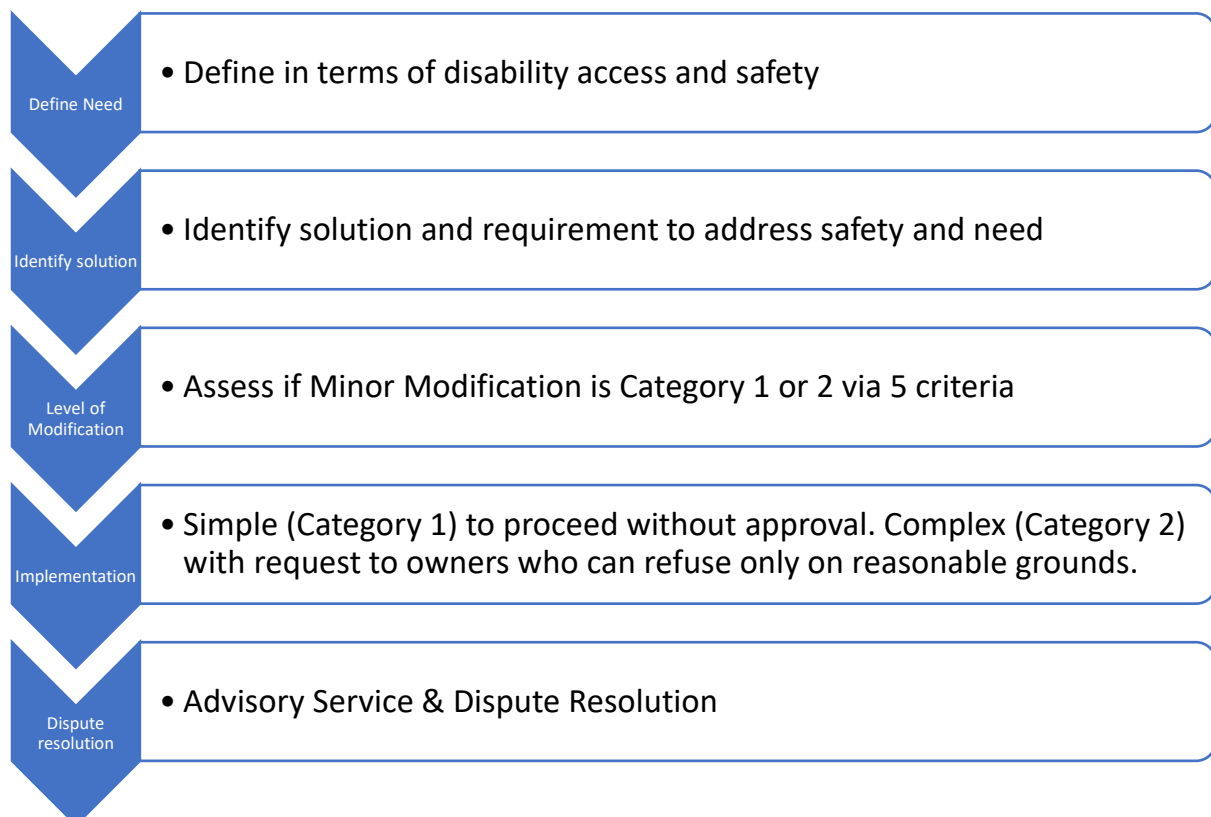 Define Need
• Define in terms of disability access and safety
Identify solution
• Identify solution and requirement to address safety and need
Level of
Modification
• Assess if Minor Modification is Category 1 or 2 via 5 criteria
Implementation
• Simple (Category 1) to proceed without approval. Complex (Category 2)
with request to owners who can refuse only on reasonable grounds.
Dispute
resolution
• Advisory Service & Dispute Resolution